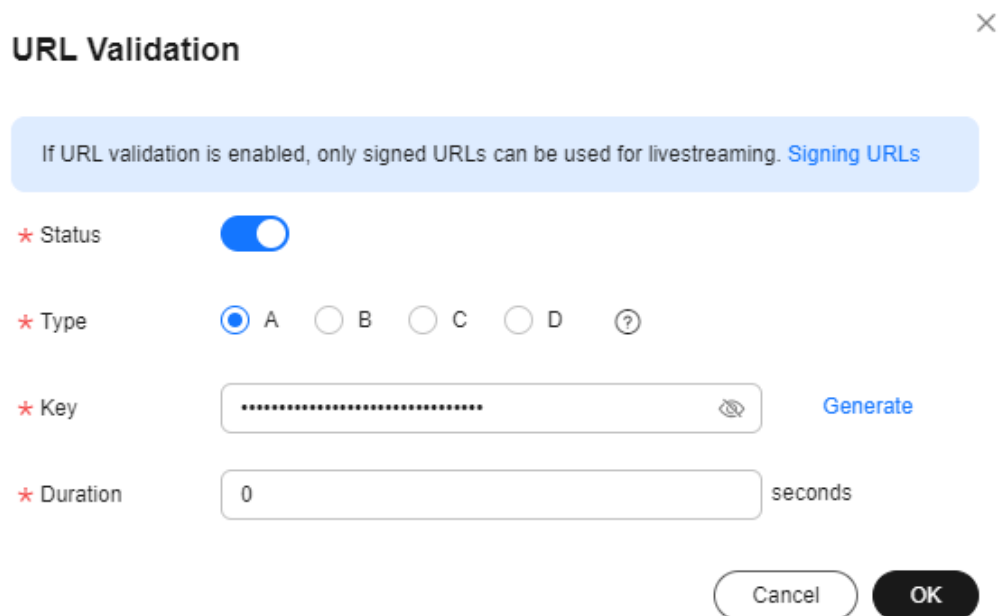 URL Validation
If URL validation is enabled, only signed URLs can be used for livestreaming. Signing URLs
* Status
* Type A B C D ?
* Key •••••••••••••••••••••••••••••••• Generate
* Duration 0 seconds
Cancel OK